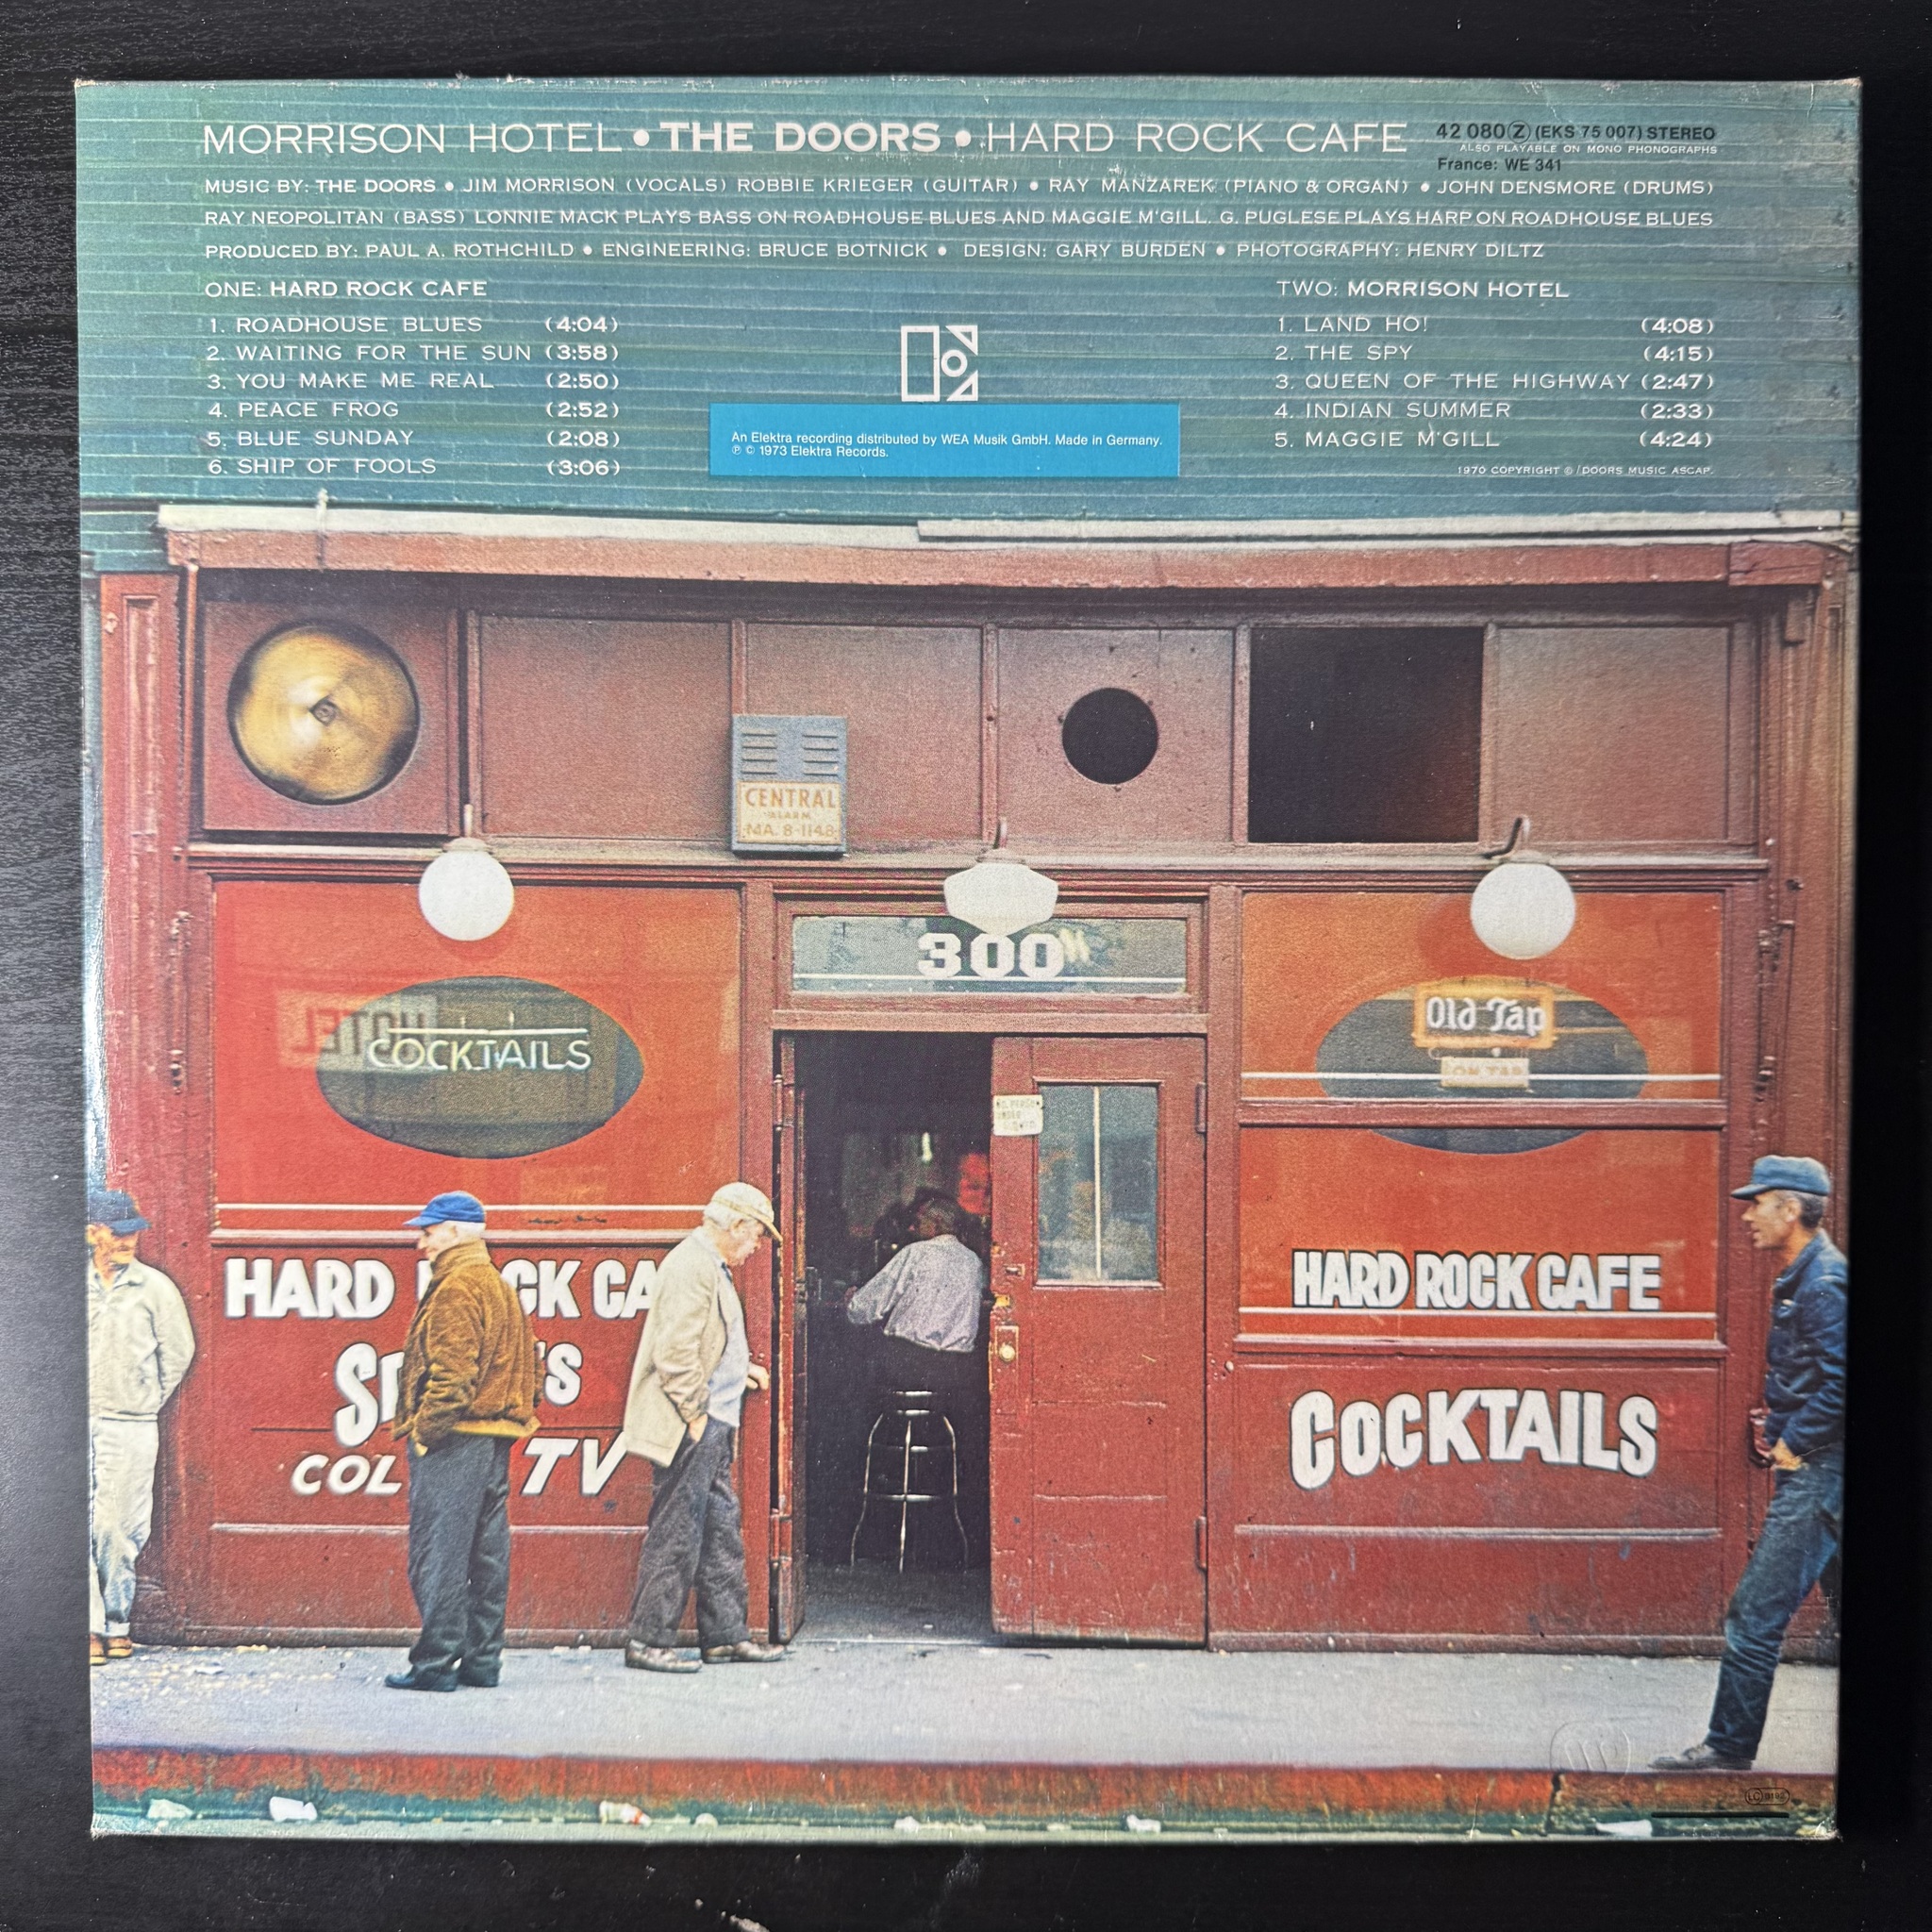 MORRISON HOTEL • THE DOORS • HARD ROCK CAFE
42 080 Z (EKS 75 007) STEREO
ALSO PLAYABLE ON MONO PHONOGRAPHS
France: WE 341
MUSIC BY: THE DOORS • JIM MORRISON (VOCALS) ROBBIE KRIEGER (GUITAR) • RAY MANZAREK (PIANO & ORGAN) • JOHN DENSMORE (DRUMS)
RAY NEOPOLITAN (BASS) LONNIE MACK PLAYS BASS ON ROADHOUSE BLUES AND MAGGIE M'GILL. G. PUGLESE PLAYS HARP ON ROADHOUSE BLUES
PRODUCED BY: PAUL A. ROTHCHILD • ENGINEERING: BRUCE BOTNICK • DESIGN: GARY BURDEN • PHOTOGRAPHY: HENRY DILTZ
ONE: HARD ROCK CAFE
1. ROADHOUSE BLUES (4:04)
2. WAITING FOR THE SUN (3:58)
3. YOU MAKE ME REAL (2:50)
4. PEACE FROG (2:52)
5. BLUE SUNDAY (2:08)
6. SHIP OF FOOLS (3:06)
An Elektra recording distributed by WEA Musik GmbH. Made in Germany.
℗ © 1973 Elektra Records.
TWO: MORRISON HOTEL
1. LAND HO! (4:08)
2. THE SPY (4:15)
3. QUEEN OF THE HIGHWAY (2:47)
4. INDIAN SUMMER (2:33)
5. MAGGIE M'GILL (4:24)
1970 COPYRIGHT © / DOORS MUSIC ASCAP.
CENTRAL
ALARM
MA. 8-1148
300
HOTEL
COCKTAILS
Old Tap
ON TAP
HARD CK CA
S 'S
COL TV
HARD ROCK CAFE
COCKTAILS
LC